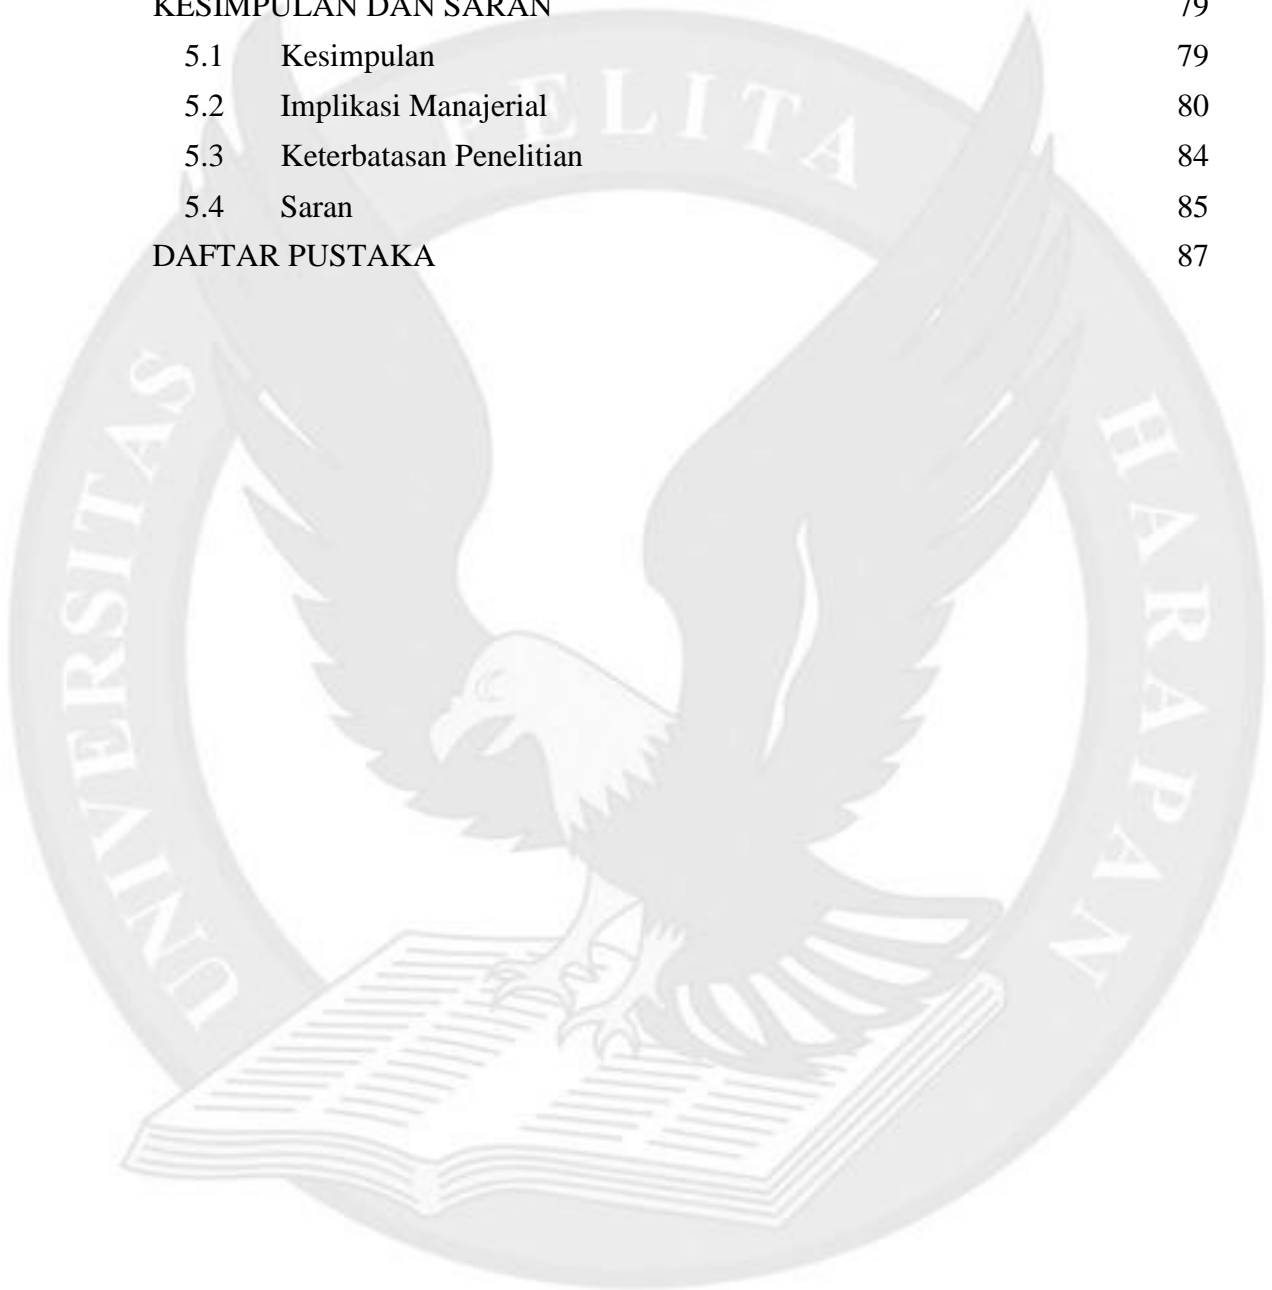 KESIMPULAN DAN SARAN 79
5.1 Kesimpulan 79
5.2 Implikasi Manajerial 80
5.3 Keterbatasan Penelitian 84
5.4 Saran 85
DAFTAR PUSTAKA 87
UNIVERSITAS PELITA HARAPAN